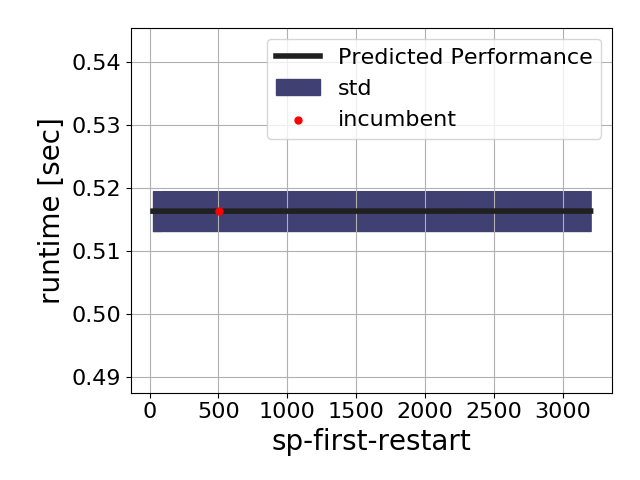 Predicted Performance
std
incumbent
runtime [sec]
0.54
0.53
0.52
0.51
0.50
0.49
0 500 1000 1500 2000 2500 3000
sp-first-restart